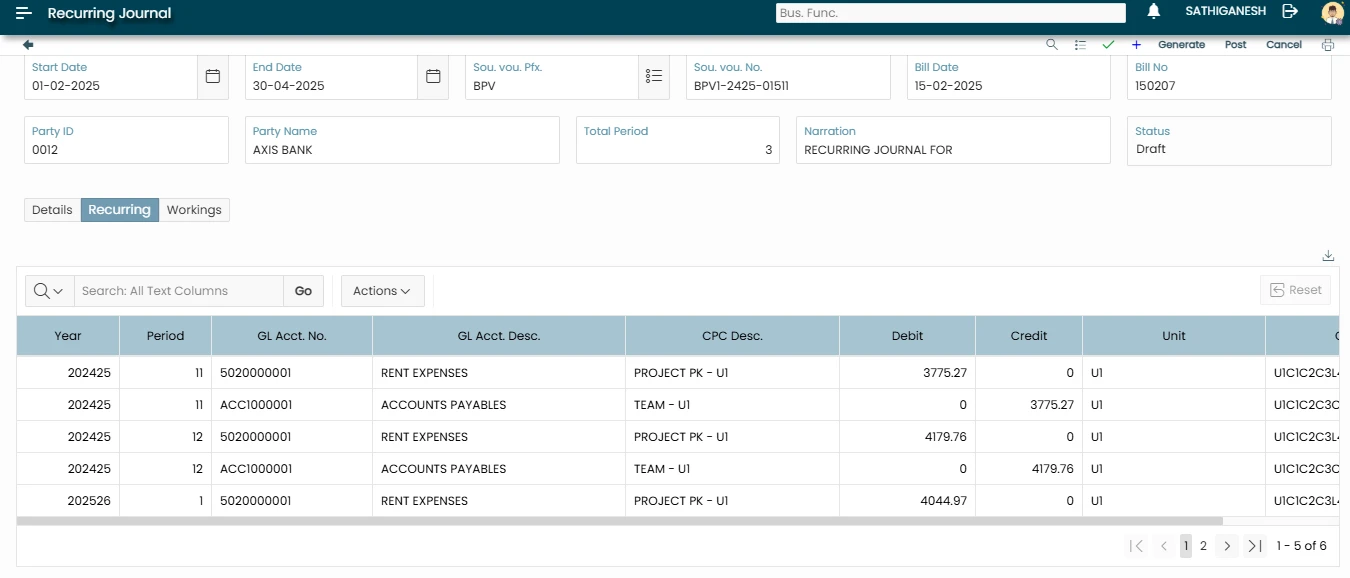 Recurring Journal
Bus. Func.
SATHIGANESH
Generate Post Cancel
Start Date End Date Sou. vou. Pfx. Sou. vou. No. Bill Date Bill No
01-02-2025 30-04-2025 BPV BPV1-2425-01511 15-02-2025 150207
Party ID Party Name Total Period Narration Status
0012 AXIS BANK 3 RECURRING JOURNAL FOR Draft
Details Recurring Workings
Search: All Text Columns Go Actions Reset
Year Period GL Acct. No. GL Acct. Desc. CPC Desc. Debit Credit Unit
202425 11 5020000001 RENT EXPENSES PROJECT PK - U1 3775.27 0 U1
202425 11 ACC1000001 ACCOUNTS PAYABLES TEAM - U1 0 3775.27 U1
202425 12 5020000001 RENT EXPENSES PROJECT PK - U1 4179.76 0 U1
202425 12 ACC1000001 ACCOUNTS PAYABLES TEAM - U1 0 4179.76 U1
202526 1 5020000001 RENT EXPENSES PROJECT PK - U1 4044.97 0 U1
1 2 1 - 5 of 6